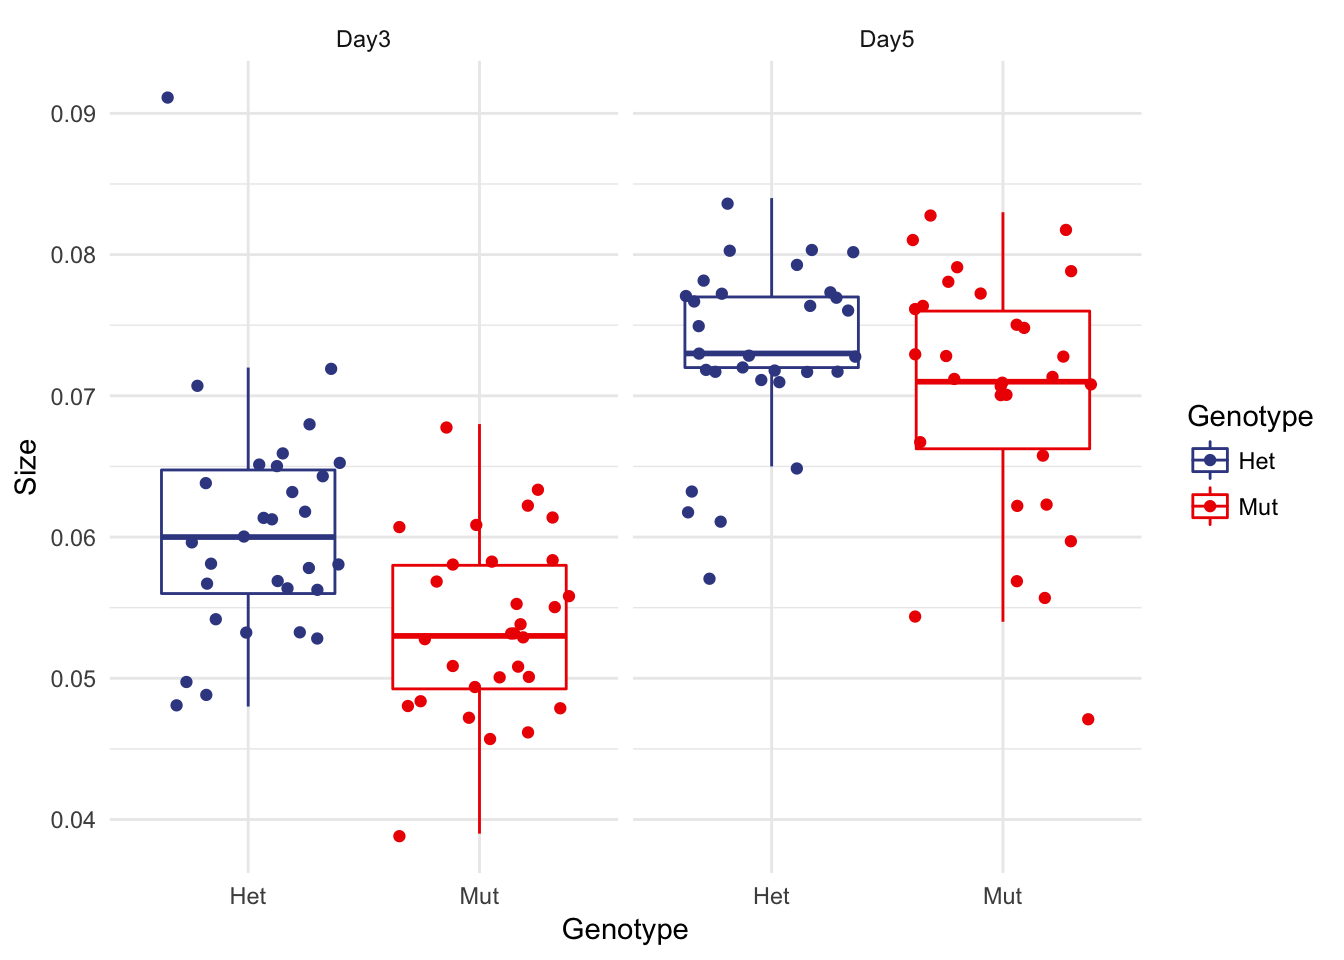 Day3 Day5
0.09
0.08
0.07
0.06
0.05
0.04
Size
Het Mut Het Mut
Genotype
Genotype
Het
Mut